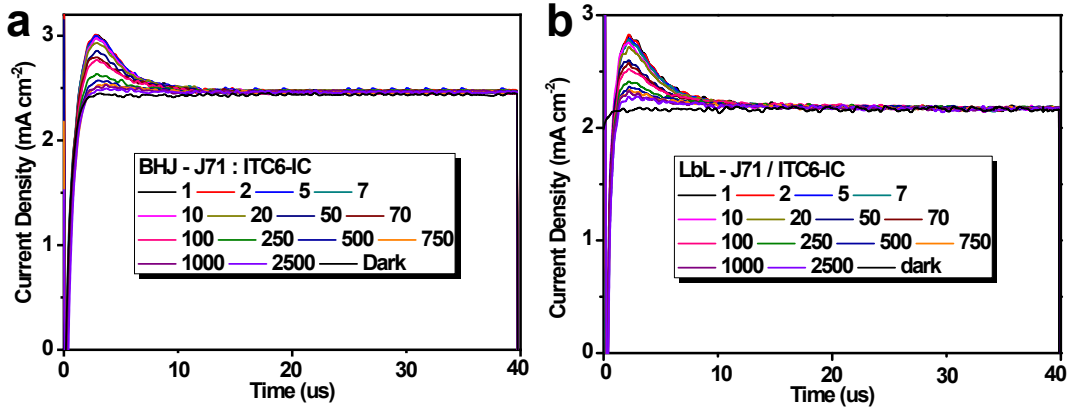 a
3
2
1
0
Current Density (mA cm-2)
BHJ - J71 : ITC6-IC
1 2 5 7
10 20 50 70
100 250 500 750
1000 2500 Dark
0 10 20 30 40
Time (us)
b
3
2
1
0
Current Density (mA cm-2)
LbL - J71 / ITC6-IC
1 2 5 7
10 20 50 70
100 250 500 750
1000 2500 dark
0 10 20 30 40
Time (us)